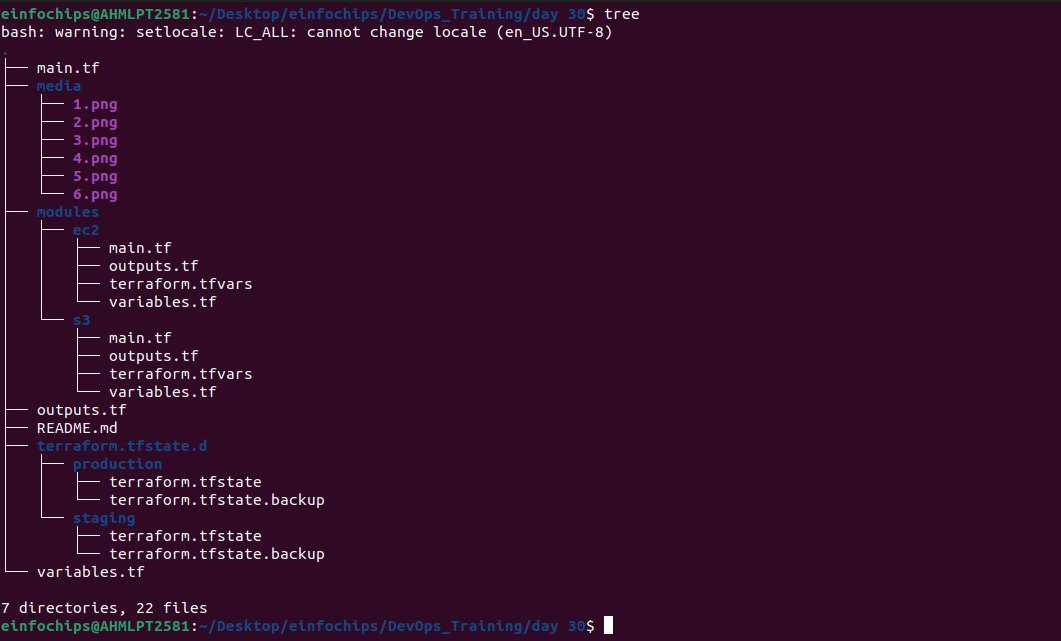 einfochips@AHMLPT2581:~/Desktop/einfochips/DevOps_Training/day 30$ tree
bash: warning: setlocale: LC_ALL: cannot change locale (en_US.UTF-8)
.
├── main.tf
├── media
│   ├── 1.png
│   ├── 2.png
│   ├── 3.png
│   ├── 4.png
│   ├── 5.png
│   └── 6.png
├── modules
│   ├── ec2
│   │   ├── main.tf
│   │   ├── outputs.tf
│   │   ├── terraform.tfvars
│   │   └── variables.tf
│   └── s3
│       ├── main.tf
│       ├── outputs.tf
│       ├── terraform.tfvars
│       └── variables.tf
├── outputs.tf
├── README.md
├── terraform.tfstate.d
│   ├── production
│   │   ├── terraform.tfstate
│   │   └── terraform.tfstate.backup
│   └── staging
│       ├── terraform.tfstate
│       └── terraform.tfstate.backup
└── variables.tf
7 directories, 22 files
einfochips@AHMLPT2581:~/Desktop/einfochips/DevOps_Training/day 30$